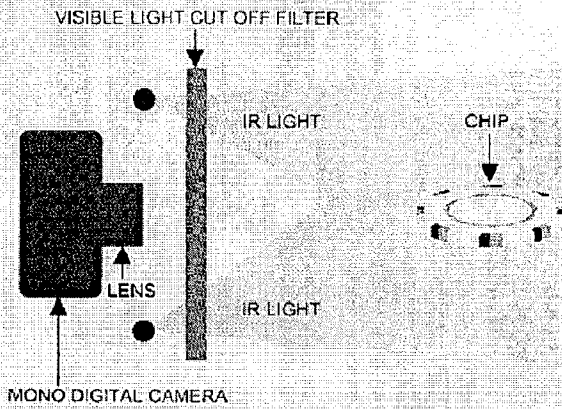 VISIBLE LIGHT CUT OFF FILTER
IR LIGHT
CHIP
LENS
IR LIGHT
MONO DIGITAL CAMERA